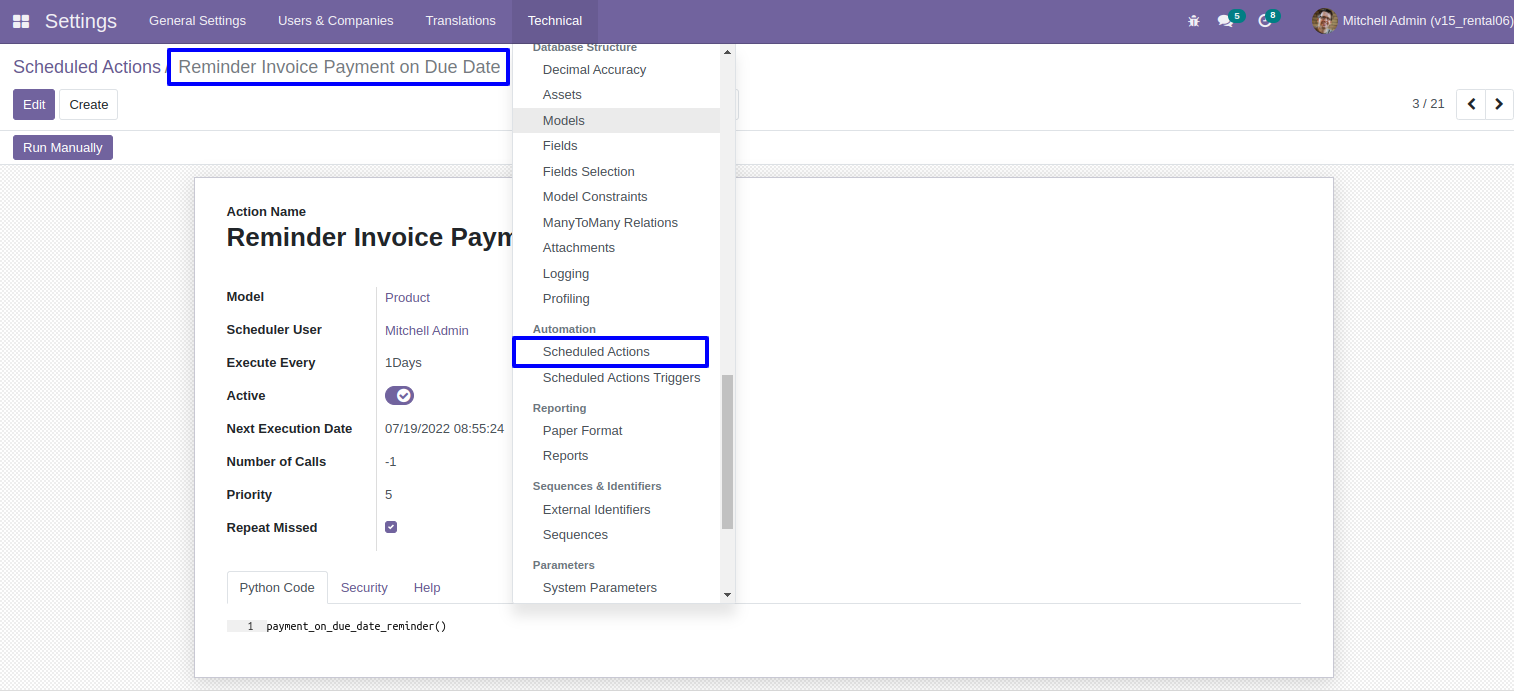 Settings General Settings Users & Companies Translations Technical 5 8 Mitchell Admin (v15_rental06)
Scheduled Actions / Reminder Invoice Payment on Due Date
Edit Create 3 / 21
Run Manually
Database Structure
Decimal Accuracy
Assets
Models
Fields
Fields Selection
Model Constraints
ManyToMany Relations
Attachments
Logging
Profiling
Automation
Scheduled Actions
Scheduled Actions Triggers
Reporting
Paper Format
Reports
Sequences & Identifiers
External Identifiers
Sequences
Parameters
System Parameters
Action Name
Reminder Invoice Paym
Model Product
Scheduler User Mitchell Admin
Execute Every 1Days
Active
Next Execution Date 07/19/2022 08:55:24
Number of Calls -1
Priority 5
Repeat Missed
Python Code Security Help
1 payment_on_due_date_reminder()